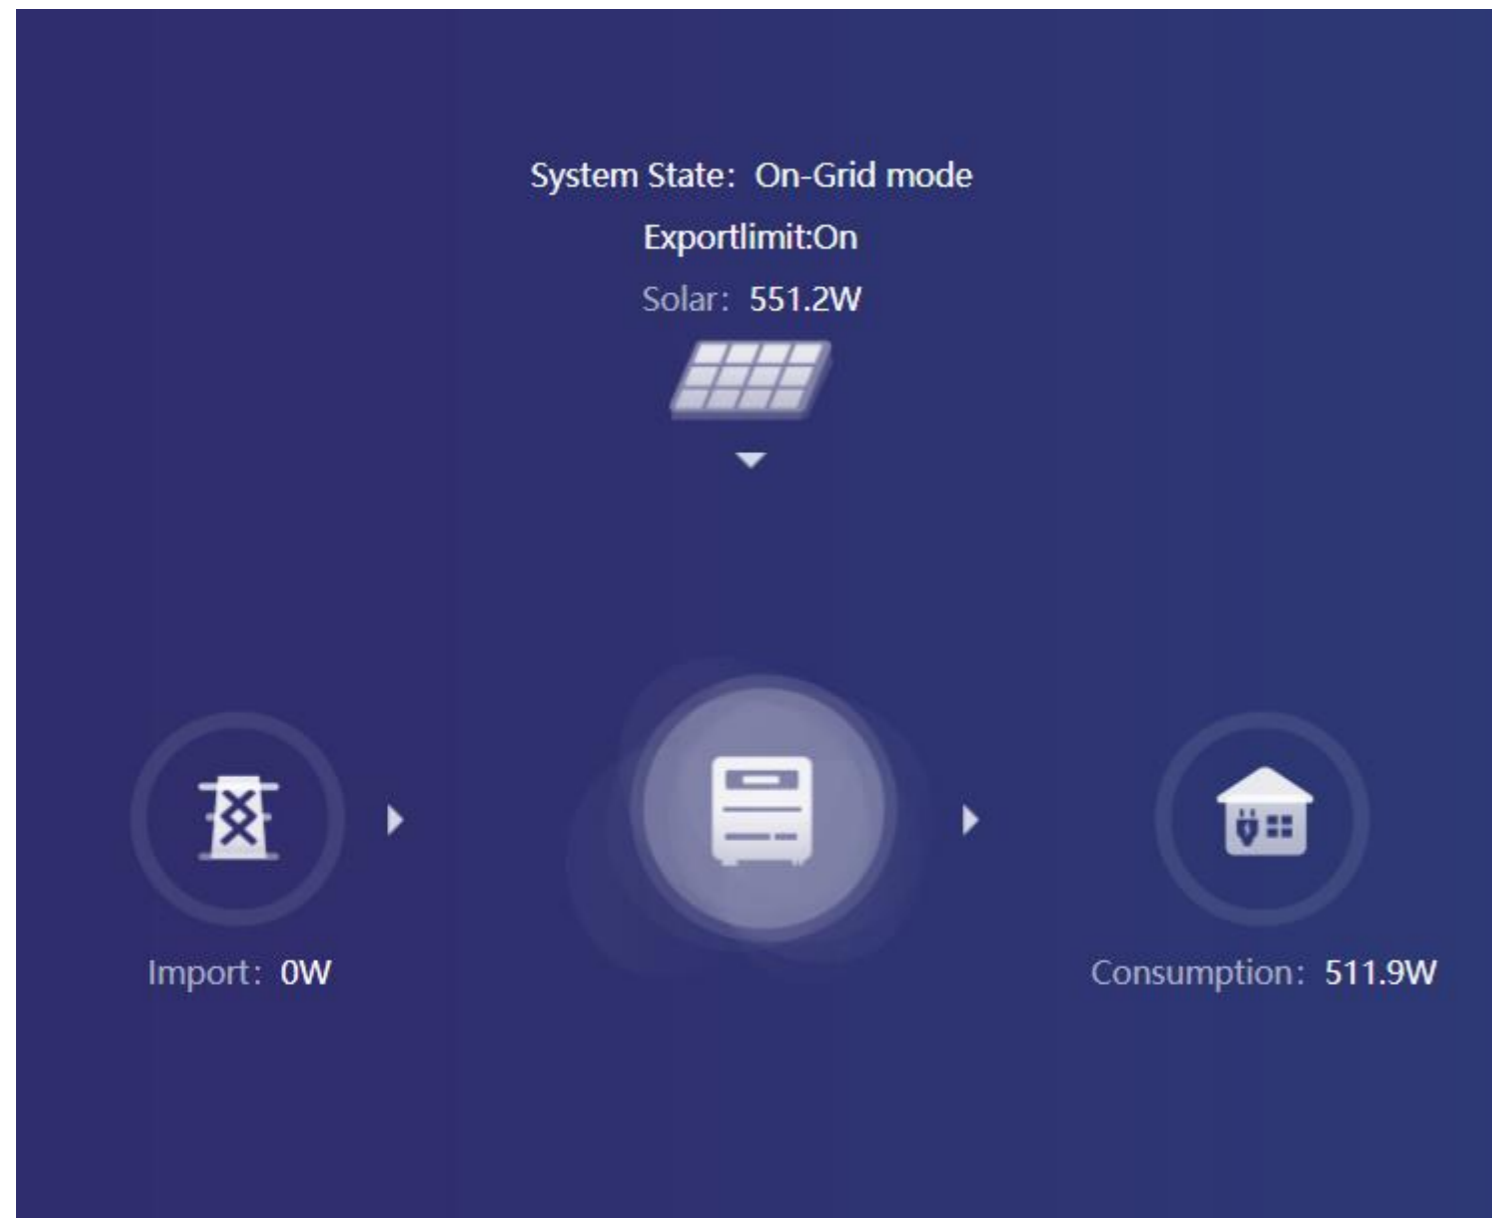 System State: On-Grid mode
Exportlimit:On
Solar: 551.2W
Import: 0W
Consumption: 511.9W